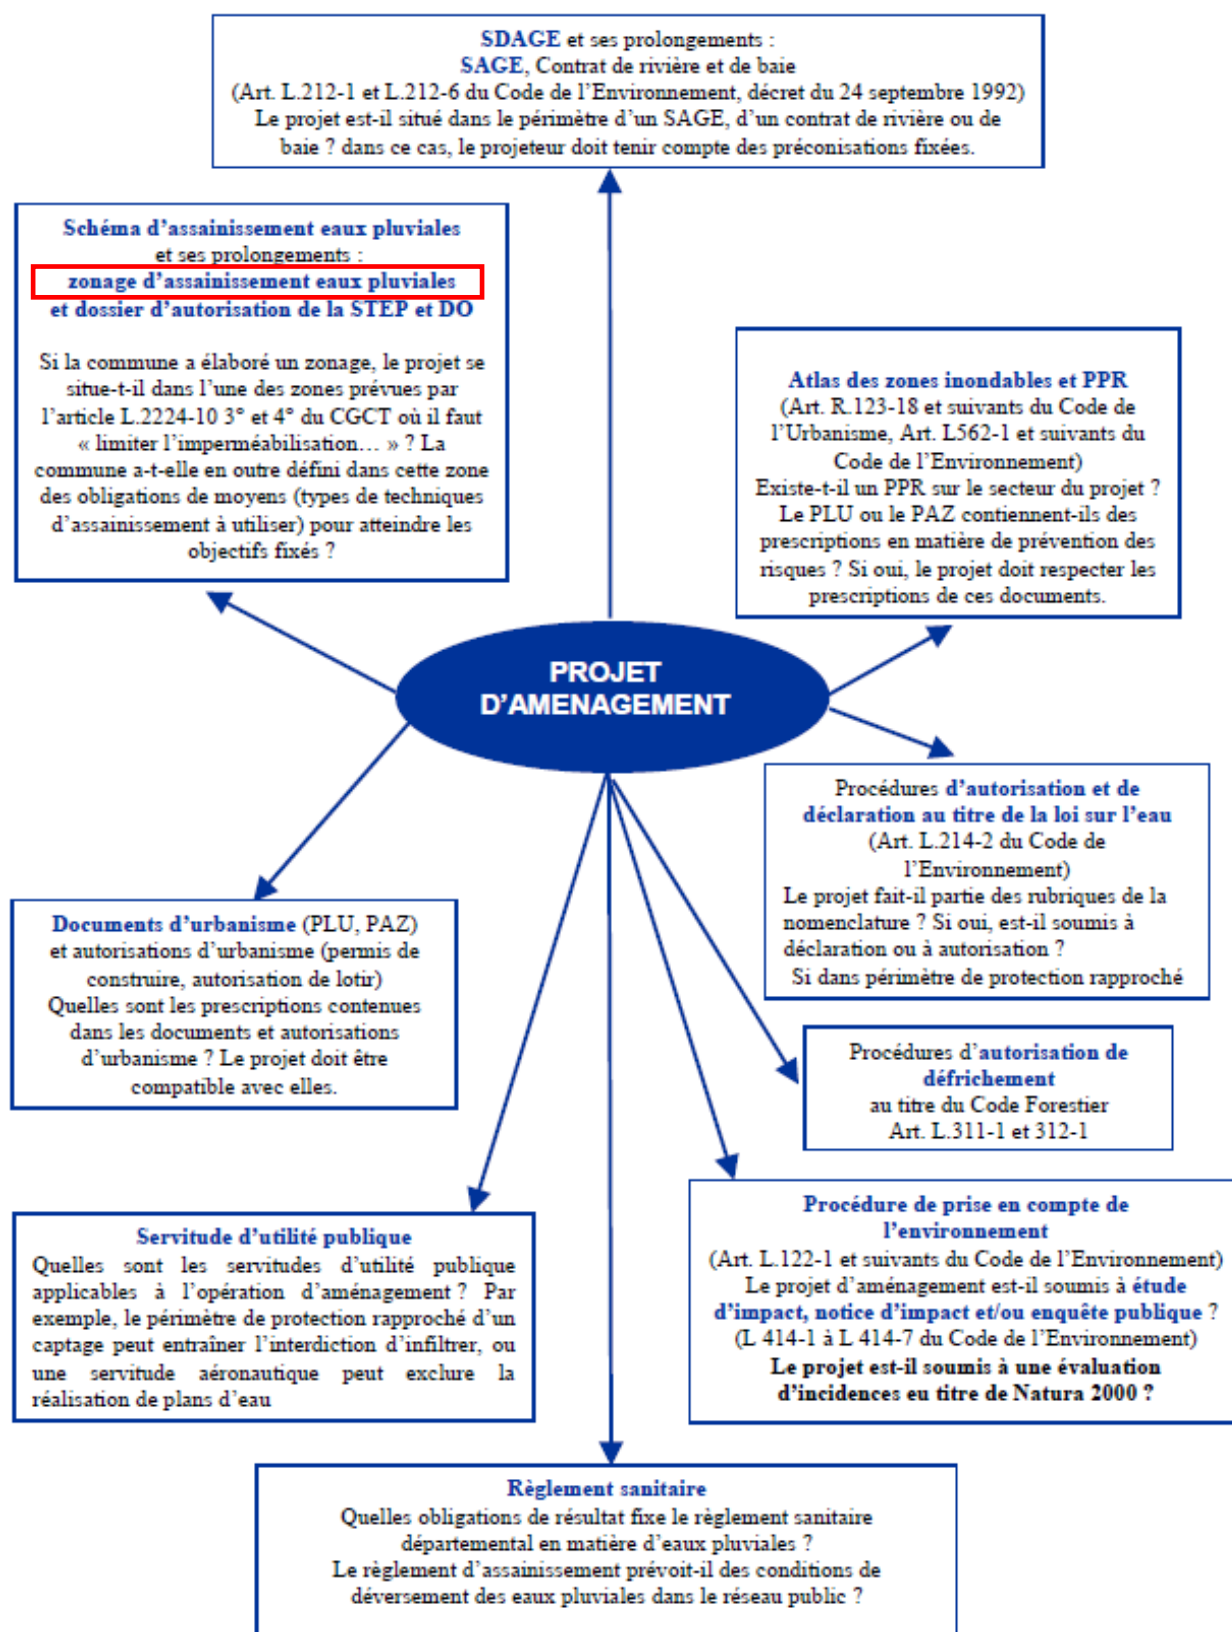 SDAGE et ses prolongements :
SAGE, Contrat de rivière et de baie
(Art. L.212-1 et L.212-6 du Code de l'Environnement, décret du 24 septembre 1992)
Le projet est-il situé dans le périmètre d'un SAGE, d'un contrat de rivière ou de
baie ? dans ce cas, le projeteur doit tenir compte des préconisations fixées.
Schéma d'assainissement eaux pluviales
et ses prolongements :
zonage d'assainissement eaux pluviales
et dossier d'autorisation de la STEP et DO
Si la commune a élaboré un zonage, le projet se
situe-t-il dans l'une des zones prévues par
l'article L.2224-10 3° et 4° du CGCT où il faut
« limiter l'imperméabilisation… » ? La
commune a-t-elle en outre défini dans cette zone
des obligations de moyens (types de techniques
d'assainissement à utiliser) pour atteindre les
objectifs fixés ?
Atlas des zones inondables et PPR
(Art. R.123-18 et suivants du Code de
l'Urbanisme, Art. L562-1 et suivants du
Code de l'Environnement)
Existe-t-il un PPR sur le secteur du projet ?
Le PLU ou le PAZ contiennent-ils des
prescriptions en matière de prévention des
risques ? Si oui, le projet doit respecter les
prescriptions de ces documents.
PROJET
D'AMENAGEMENT
Procédures d'autorisation et de
déclaration au titre de la loi sur l'eau
(Art. L.214-2 du Code de
l'Environnement)
Le projet fait-il partie des rubriques de la
nomenclature ? Si oui, est-il soumis à
déclaration ou à autorisation ?
Si dans périmètre de protection rapproché
Documents d'urbanisme (PLU, PAZ)
et autorisations d'urbanisme (permis de
construire, autorisation de lotir)
Quelles sont les prescriptions contenues
dans les documents et autorisations
d'urbanisme ? Le projet doit être
compatible avec elles.
Procédures d'autorisation de
défrichement
au titre du Code Forestier
Art. L.311-1 et 312-1
Procédure de prise en compte de
l'environnement
(Art. L.122-1 et suivants du Code de l'Environnement)
Le projet d'aménagement est-il soumis à étude
d'impact, notice d'impact et/ou enquête publique ?
(L 414-1 à L 414-7 du Code de l'Environnement)
Le projet est-il soumis à une évaluation
d'incidences eu titre de Natura 2000 ?
Servitude d'utilité publique
Quelles sont les servitudes d'utilité publique
applicables à l'opération d'aménagement ? Par
exemple, le périmètre de protection rapproché d'un
captage peut entraîner l'interdiction d'infiltrer, ou
une servitude aéronautique peut exclure la
réalisation de plans d'eau
Règlement sanitaire
Quelles obligations de résultat fixe le règlement sanitaire
départemental en matière d'eaux pluviales ?
Le règlement d'assainissement prévoit-il des conditions de
déversement des eaux pluviales dans le réseau public ?